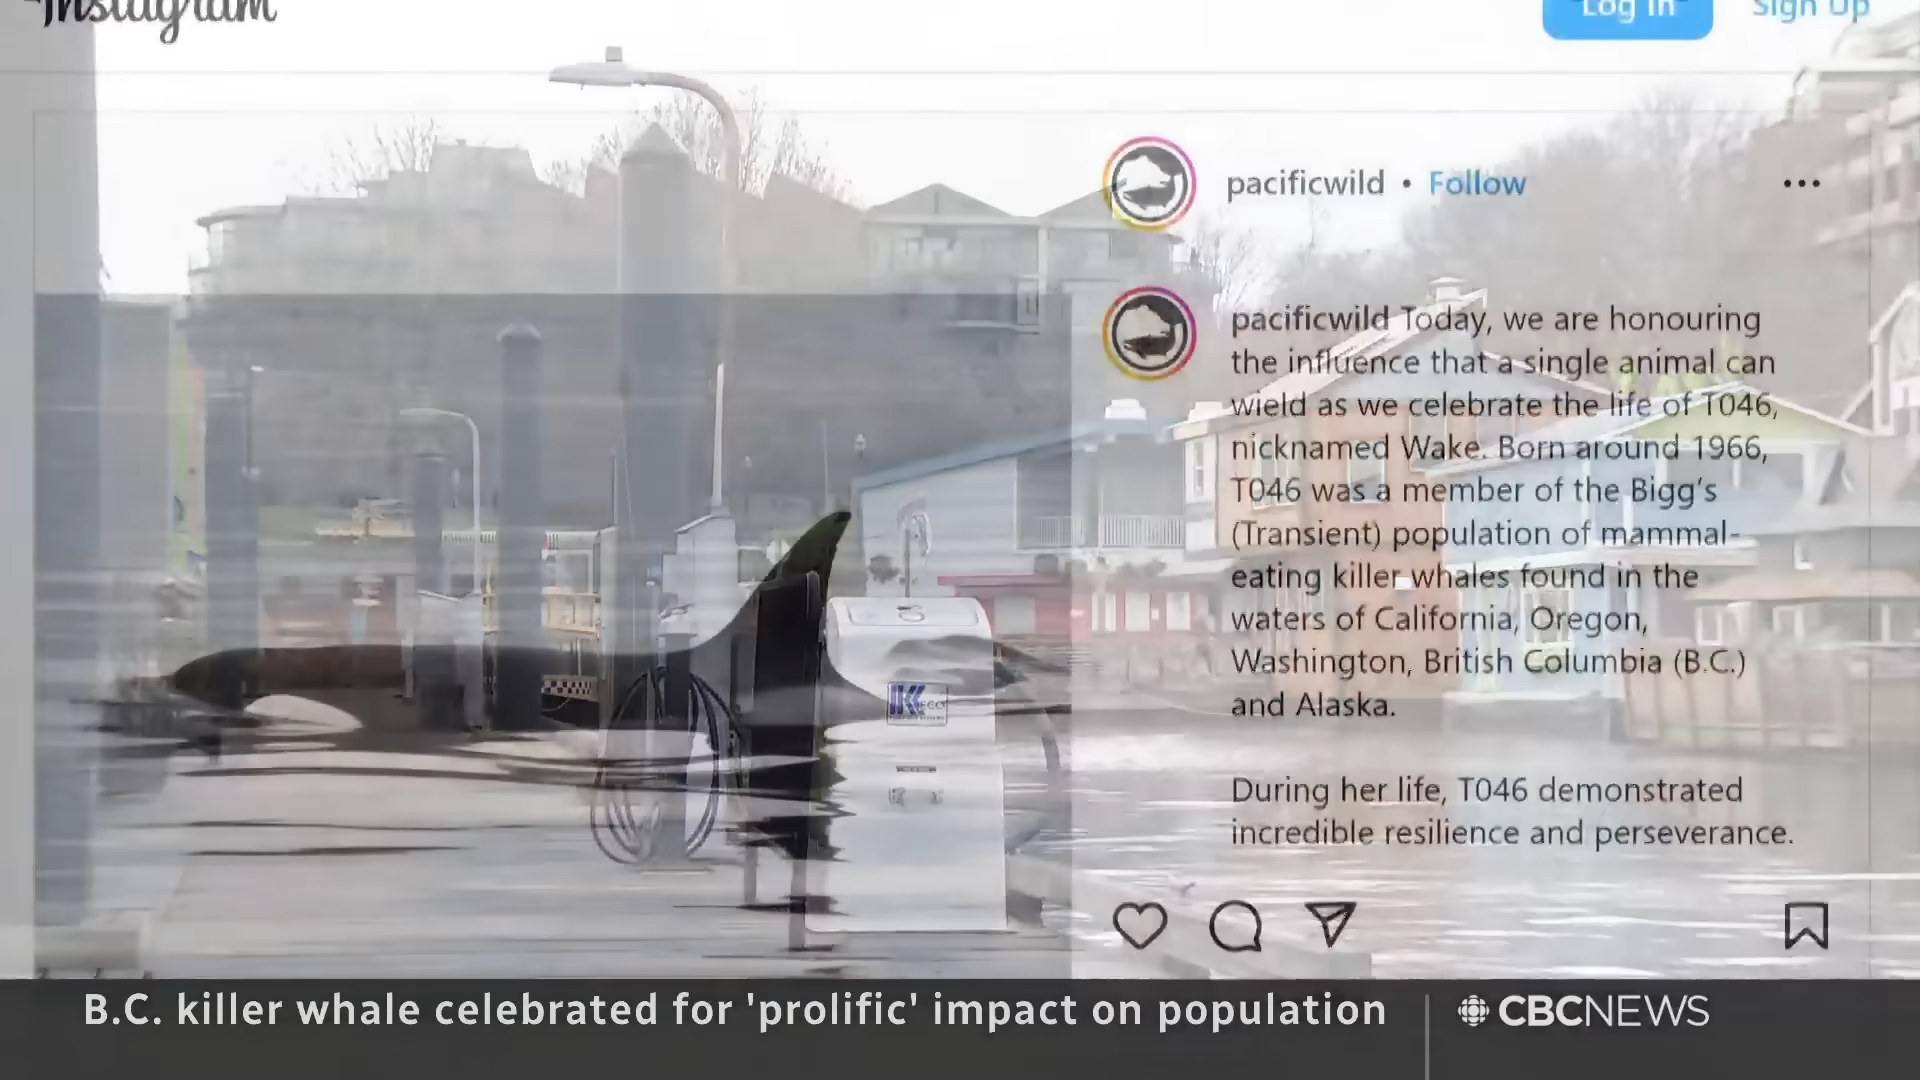 Instagram
Log In
Sign Up
pacificwild • Follow
pacificwild Today, we are honouring
the influence that a single animal can
wield as we celebrate the life of T046,
nicknamed Wake. Born around 1966,
T046 was a member of the Bigg's
(Transient) population of mammal-
eating killer whales found in the
waters of California, Oregon,
Washington, British Columbia (B.C.)
and Alaska.
During her life, T046 demonstrated
incredible resilience and perseverance.
B.C. killer whale celebrated for 'prolific' impact on population
CBCNEWS